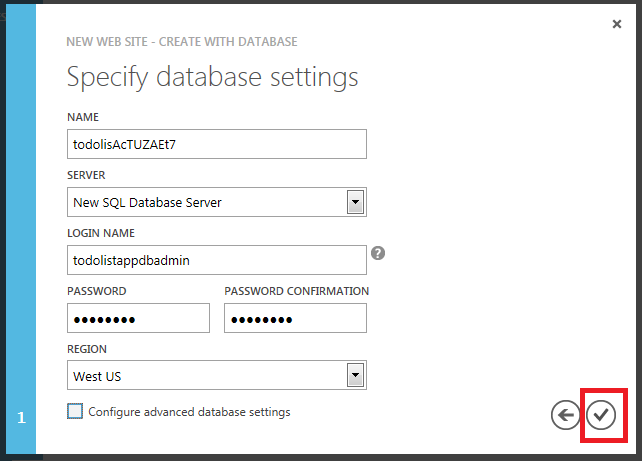 NEW WEB SITE - CREATE WITH DATABASE
Specify database settings
NAME
todolisAcTUZAEt7
SERVER
New SQL Database Server
LOGIN NAME
todolistappdbadmin
?
PASSWORD PASSWORD CONFIRMATION
●●●●●●●● ●●●●●●●●
REGION
West US
Configure advanced database settings
1